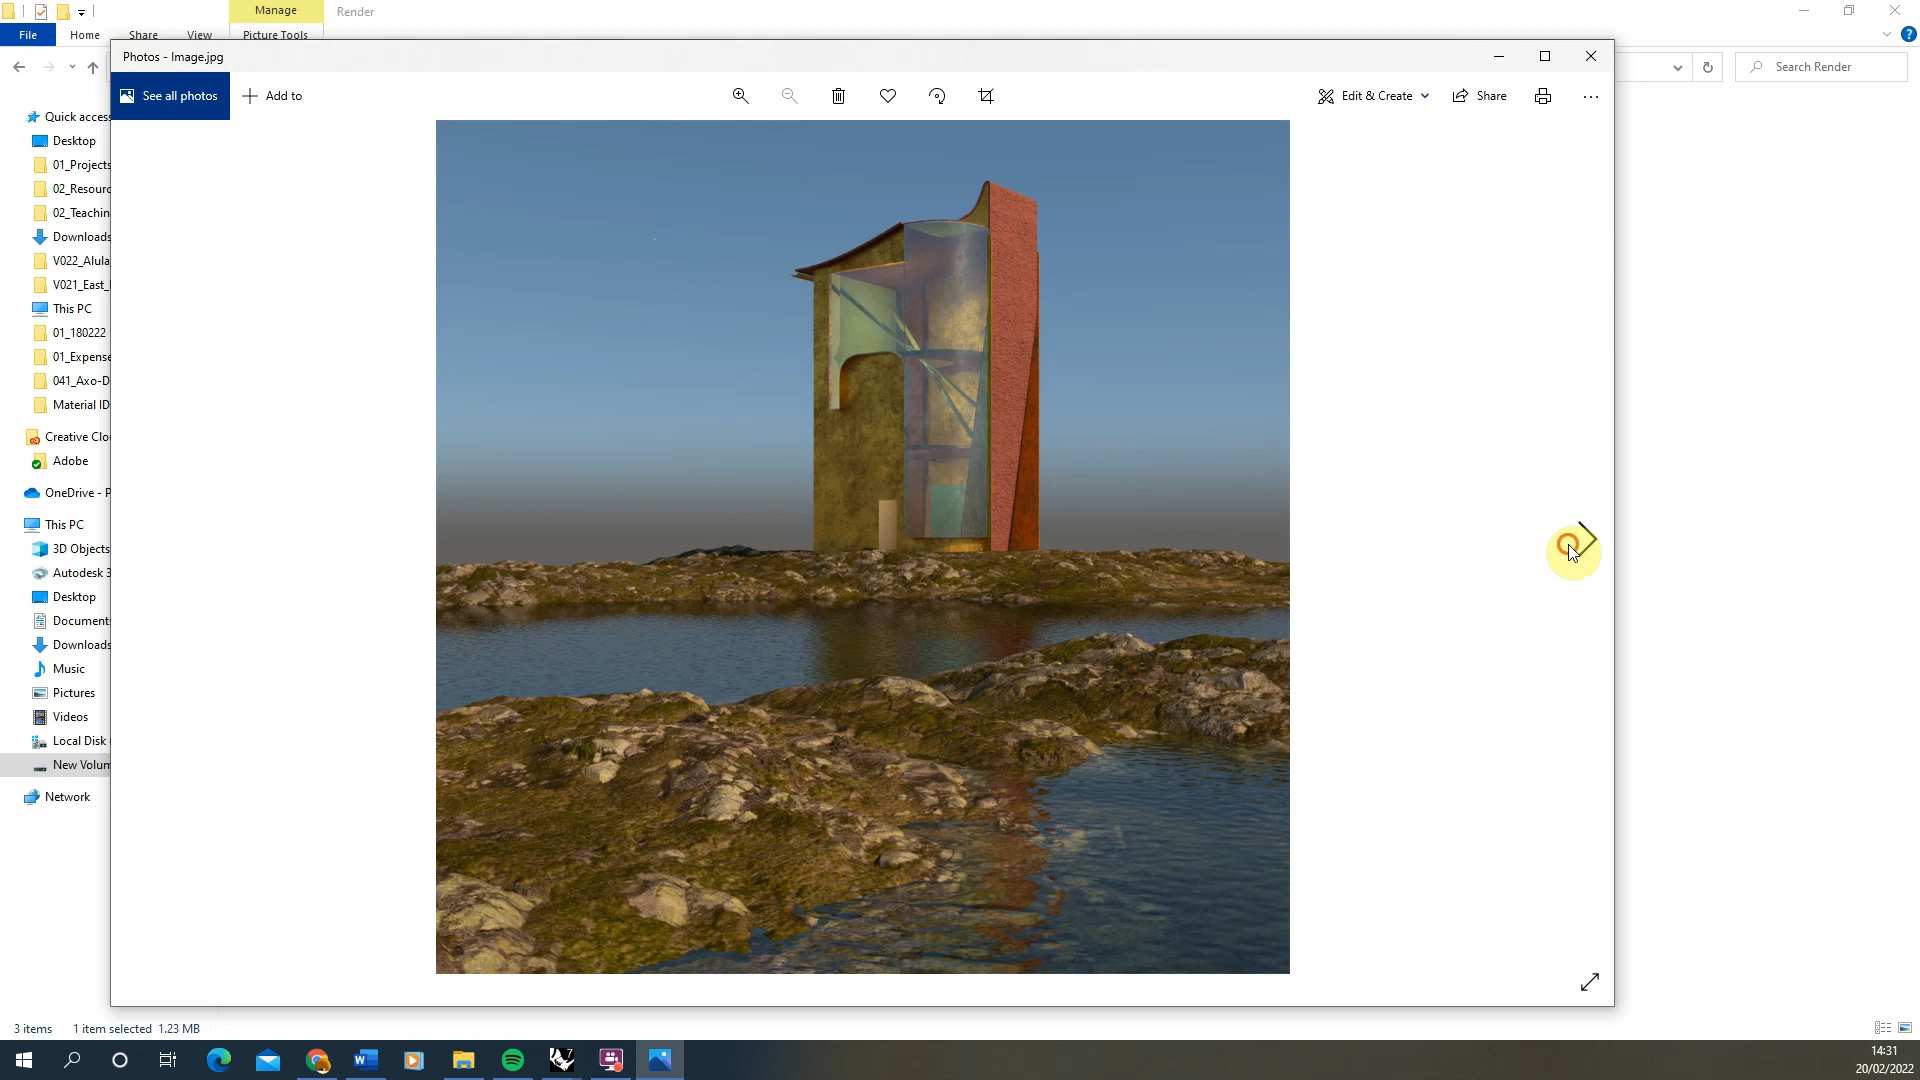 Manage
Render
File
Home
Share
View
Picture Tools
Photos - Image.jpg
Search Render
See all photos
Add to
Edit & Create
Share
Quick access
Desktop
01_Projects
02_Resourc
02_Teachin
Downloads
V022_Alula
V021_East_
This PC
01_180222
01_Expense
041_Axo-D
Material ID
Creative Clo
Adobe
OneDrive - P
This PC
3D Objects
Autodesk 3
Desktop
Document
Downloads
Music
Pictures
Videos
Local Disk
New Volum
Network
3 items
1 item selected 1.23 MB
14:31
20/02/2022